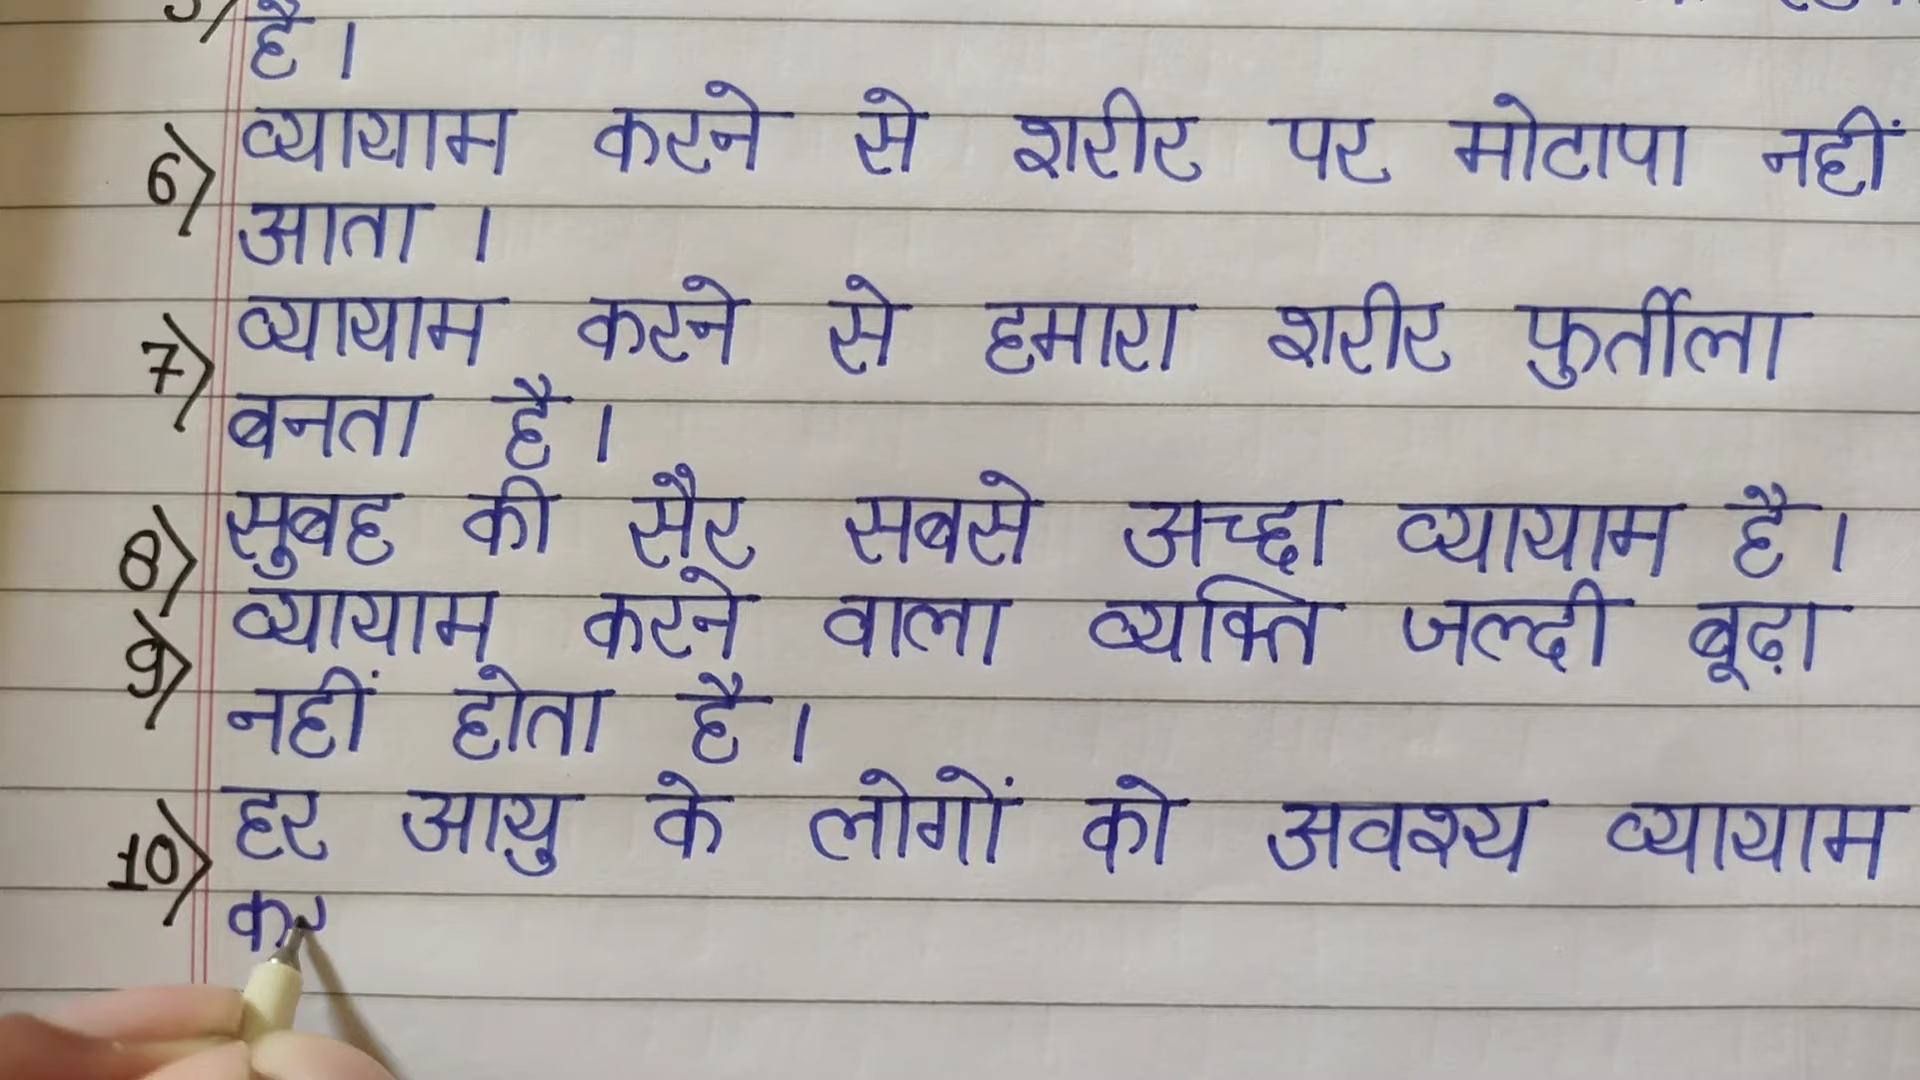 है।
6) व्यायाम करने से शरीर पर मोटापा नहीं
आता ।
7) व्यायाम करने से हमारा शरीर फुर्तीला
बनता है।
8) सुबह की सैर सबसे अच्छा व्यायाम है।
9) व्यायाम करने वाला व्यक्ति जल्दी बूढ़ा
नहीं होता है।
10) हर आयु के लोगों को अवश्य व्यायाम